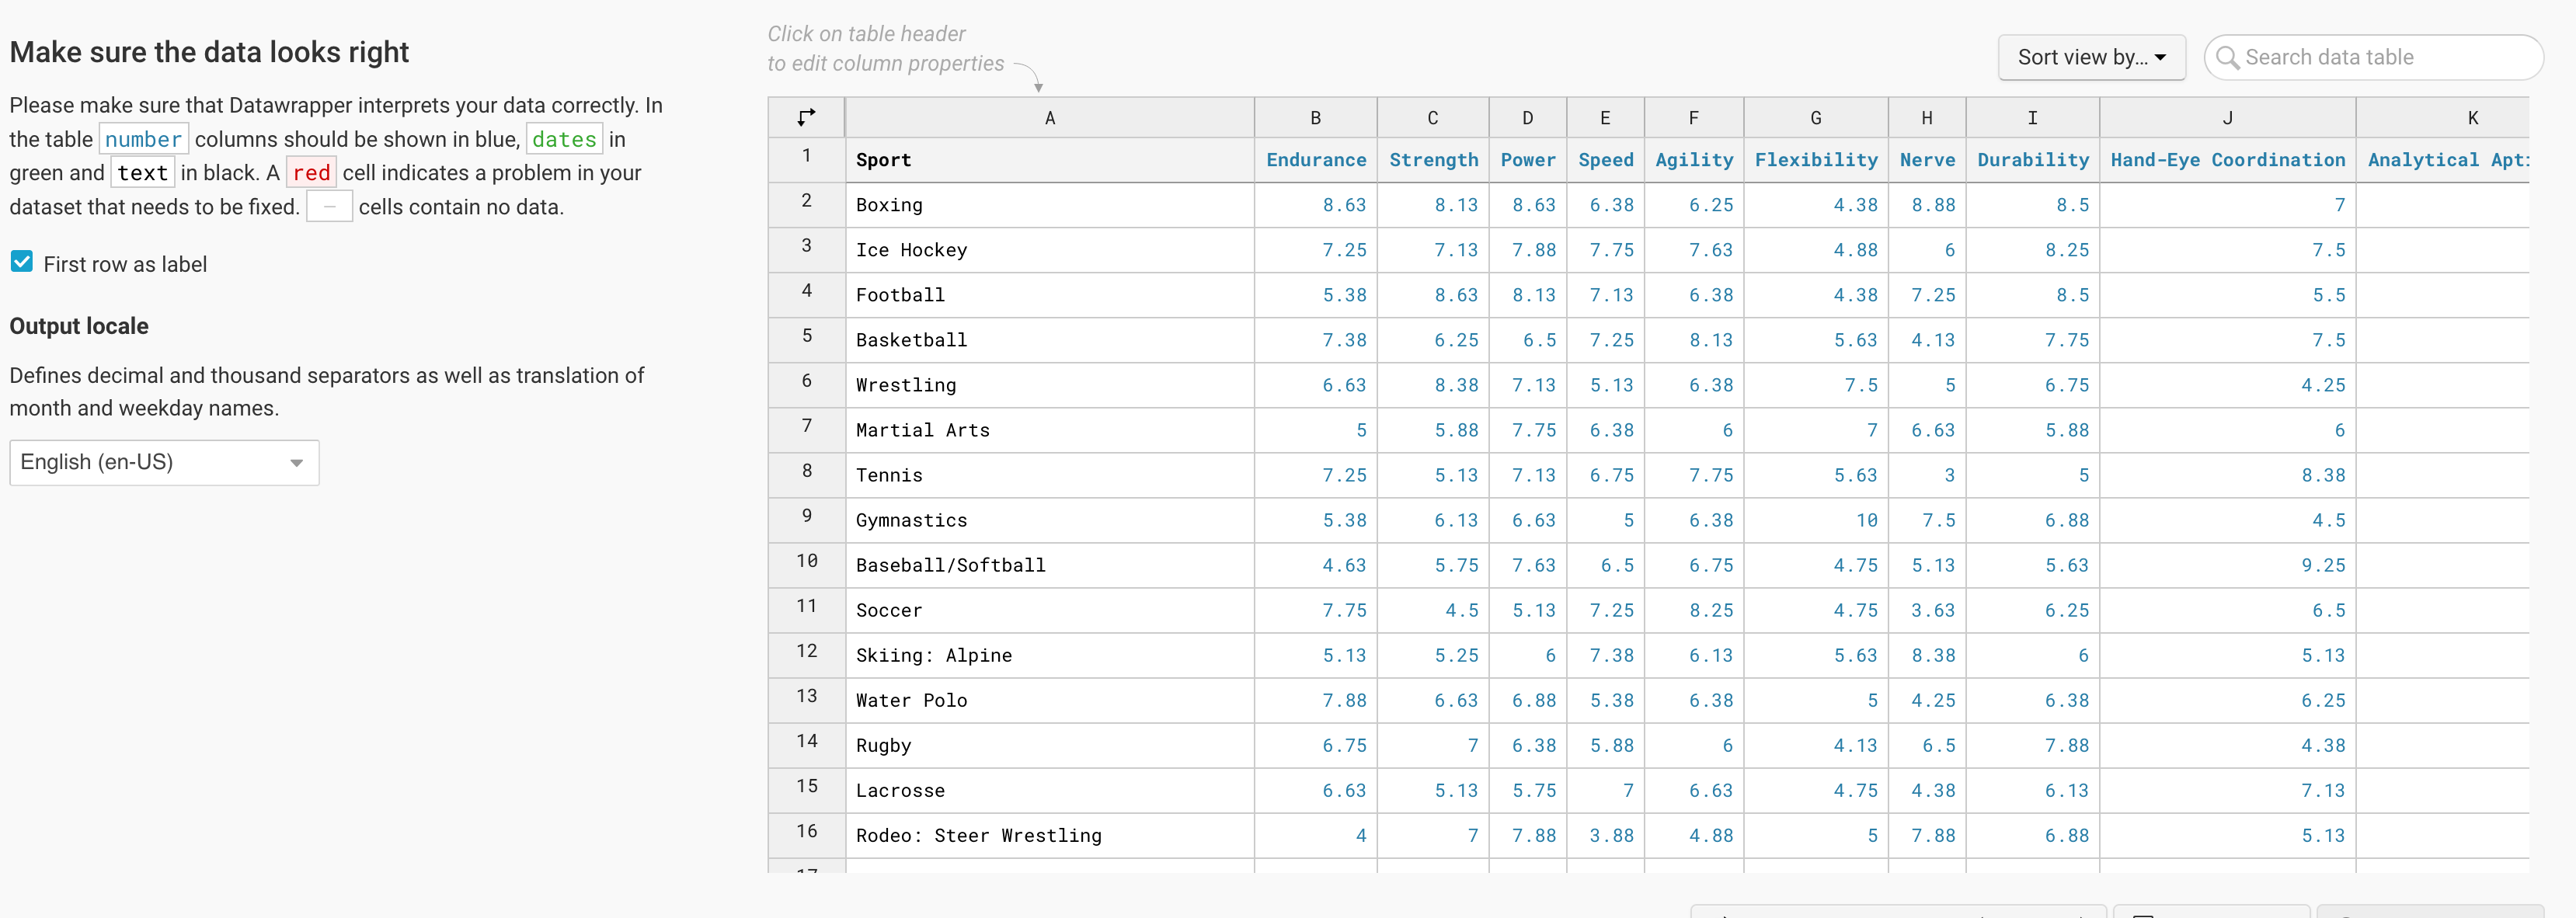 Make sure the data looks right
Please make sure that Datawrapper interprets your data correctly. In
the table number columns should be shown in blue, dates in
green and text in black. A red cell indicates a problem in your
dataset that needs to be fixed. – cells contain no data.
First row as label
Output locale
Defines decimal and thousand separators as well as translation of
month and weekday names.
English (en-US)
Click on table header
to edit column properties
Sort view by...
Search data table
A B C D E F G H I J K
1 Sport Endurance Strength Power Speed Agility Flexibility Nerve Durability Hand-Eye Coordination Analytical
2 Boxing 8.63 8.13 8.63 6.38 6.25 4.38 8.88 8.5 7
3 Ice Hockey 7.25 7.13 7.88 7.75 7.63 4.88 6 8.25 7.5
4 Football 5.38 8.63 8.13 7.13 6.38 4.38 7.25 8.5 5.5
5 Basketball 7.38 6.25 6.5 7.25 8.13 5.63 4.13 7.75 7.5
6 Wrestling 6.63 8.38 7.13 5.13 6.38 7.5 5 6.75 4.25
7 Martial Arts 5 5.88 7.75 6.38 6 7 6.63 5.88 6
8 Tennis 7.25 5.13 7.13 6.75 7.75 5.63 3 5 8.38
9 Gymnastics 5.38 6.13 6.63 5 6.38 10 7.5 6.88 4.5
10 Baseball/Softball 4.63 5.75 7.63 6.5 6.75 4.75 5.13 5.63 9.25
11 Soccer 7.75 4.5 5.13 7.25 8.25 4.75 3.63 6.25 6.5
12 Skiing: Alpine 5.13 5.25 6 7.38 6.13 5.63 8.38 6 5.13
13 Water Polo 7.88 6.63 6.88 5.38 6.38 5 4.25 6.38 6.25
14 Rugby 6.75 7 6.38 5.88 6 4.13 6.5 7.88 4.38
15 Lacrosse 6.63 5.13 5.75 7 6.63 4.75 4.38 6.13 7.13
16 Rodeo: Steer Wrestling 4 7 7.88 3.88 4.88 5 7.88 6.88 5.13